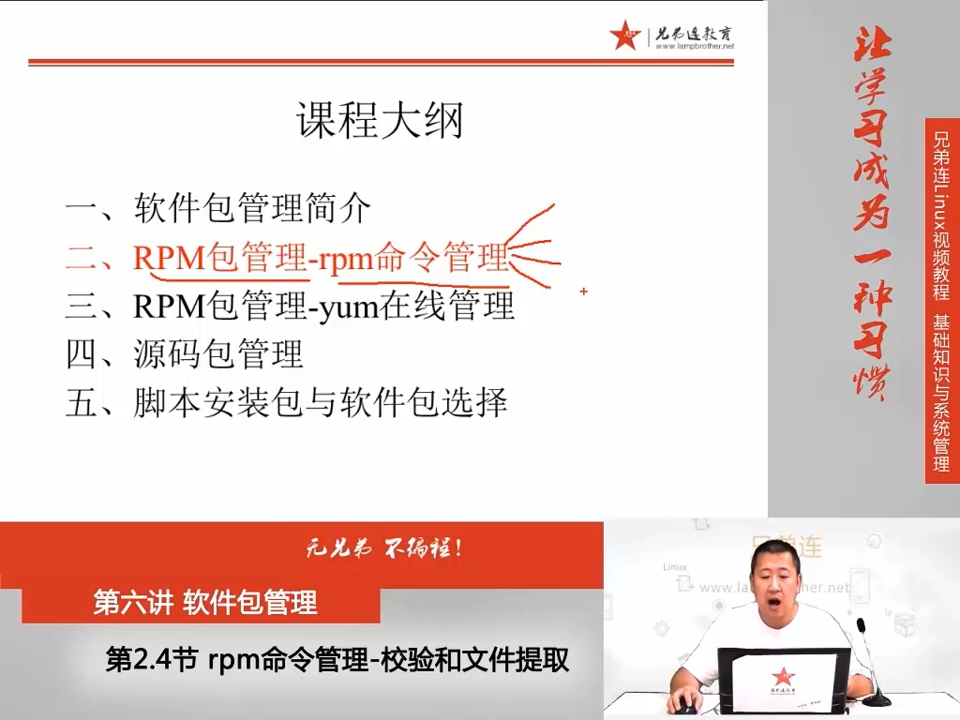 兄弟连教育
www.lampbrother.net
课程大纲
一、软件包管理简介
二、RPM包管理-rpm命令管理
三、RPM包管理-yum在线管理
四、源码包管理
五、脚本安装包与软件包选择
让学习成为一种习惯
兄弟连Linux视频教程 基础知识与系统管理
无兄弟 不编程!
第六讲 软件包管理
第2.4节 rpm命令管理-校验和文件提取
兄弟连
Linux
兄弟连教育